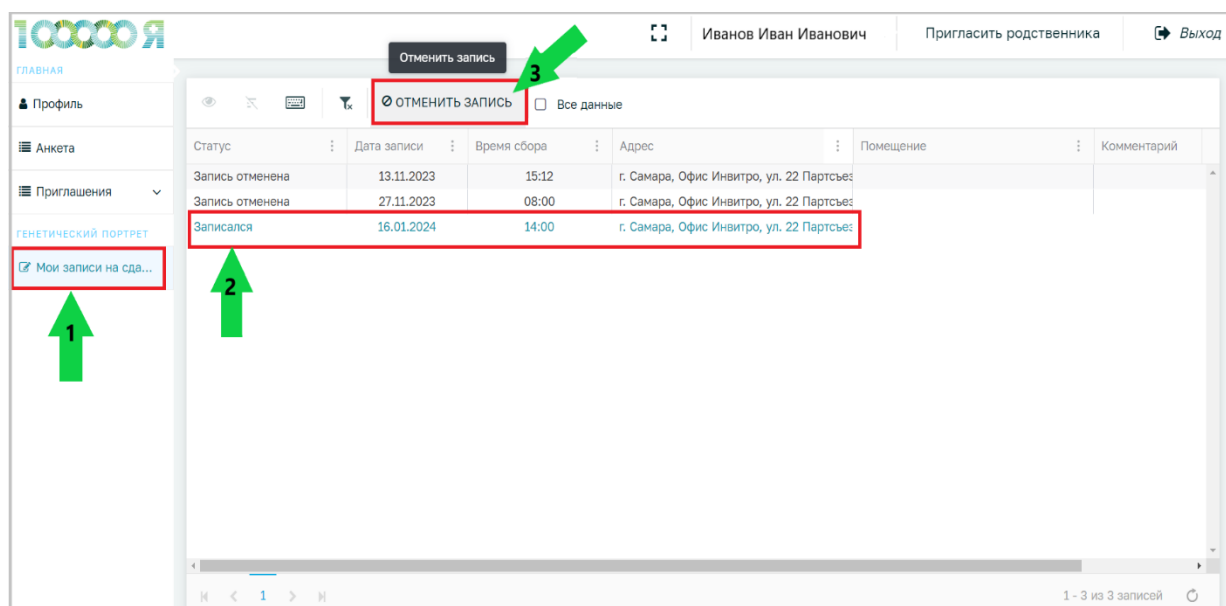 100000 Я
Иванов Иван Иванович
Пригласить родственника
Выход
ГЛАВНАЯ
Профиль
Анкета
Приглашения
ГЕНЕТИЧЕСКИЙ ПОРТРЕТ
Мои записи на сда...
1
Отменить запись
3
ОТМЕНИТЬ ЗАПИСЬ
Все данные
Статус Дата записи Время сбора Адрес Помещение Комментарий
Запись отменена 13.11.2023 15:12 г. Самара, Офис Инвитро, ул. 22 Партсъез
Запись отменена 27.11.2023 08:00 г. Самара, Офис Инвитро, ул. 22 Партсъез
Записался 16.01.2024 14:00 г. Самара, Офис Инвитро, ул. 22 Партсъез
2
1
1 - 3 из 3 записей